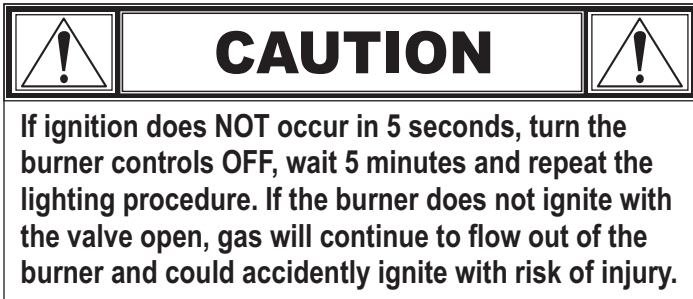 CAUTION
If ignition does NOT occur in 5 seconds, turn the
burner controls OFF, wait 5 minutes and repeat the
lighting procedure. If the burner does not ignite with
the valve open, gas will continue to flow out of the
burner and could accidently ignite with risk of injury.